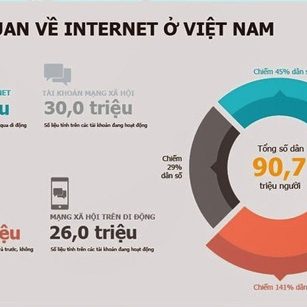 UAN VỀ INTERNET Ở VIỆT NAM
NET
TÀI KHOẢN MẠNG XÃ HỘI
30,0 triệu
qua di động
Số liệu tính trên các tài khoản đang hoạt động
Chiếm 45% dân s
Chiếm
29%
dân số
Tổng số dân
90,7
triệu người
MẠNG XÃ HỘI TRÊN DI ĐỘNG
ệu
26,0 triệu
ả trước, không
Số liệu tính trên các tài khoản đang hoạt động
Chiếm 141% dân s